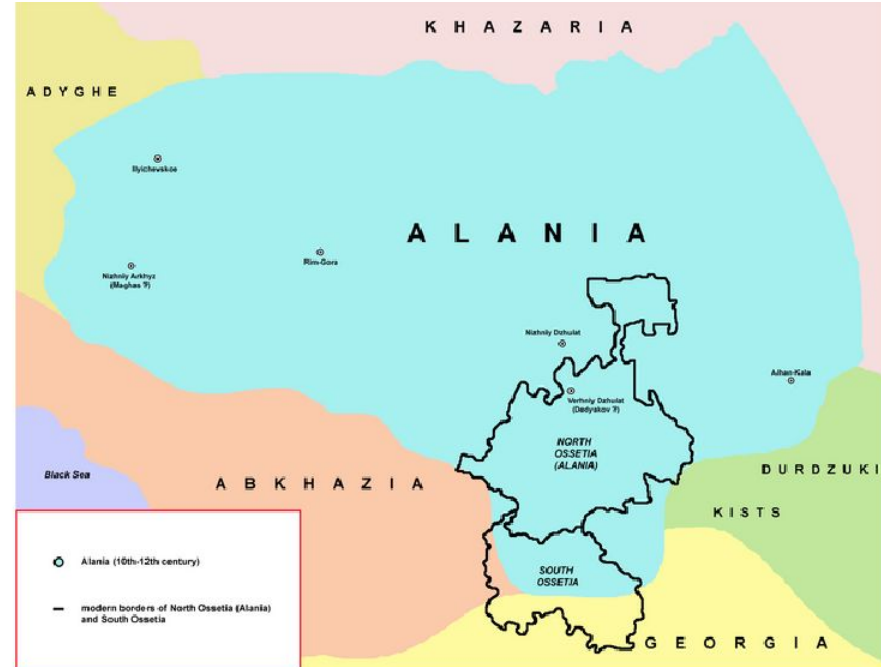 KHAZARIA
ADYGHE
Ilyichevskoe
ALANIA
Rim-Gora
Nizhniy Arkhyz
(Maghas ?)
Nizhniy Dzhulat
Alhan-Kala
Verhniy Dzhulat
(Dedyakov ?)
NORTH
OSSETIA
(ALANIA)
DURDZUKI
Black Sea
ABKHAZIA
KISTS
Alania (10th-12th century)
SOUTH
OSSETIA
modern borders of North Ossetia (Alania)
and South Ossetia
GEORGIA